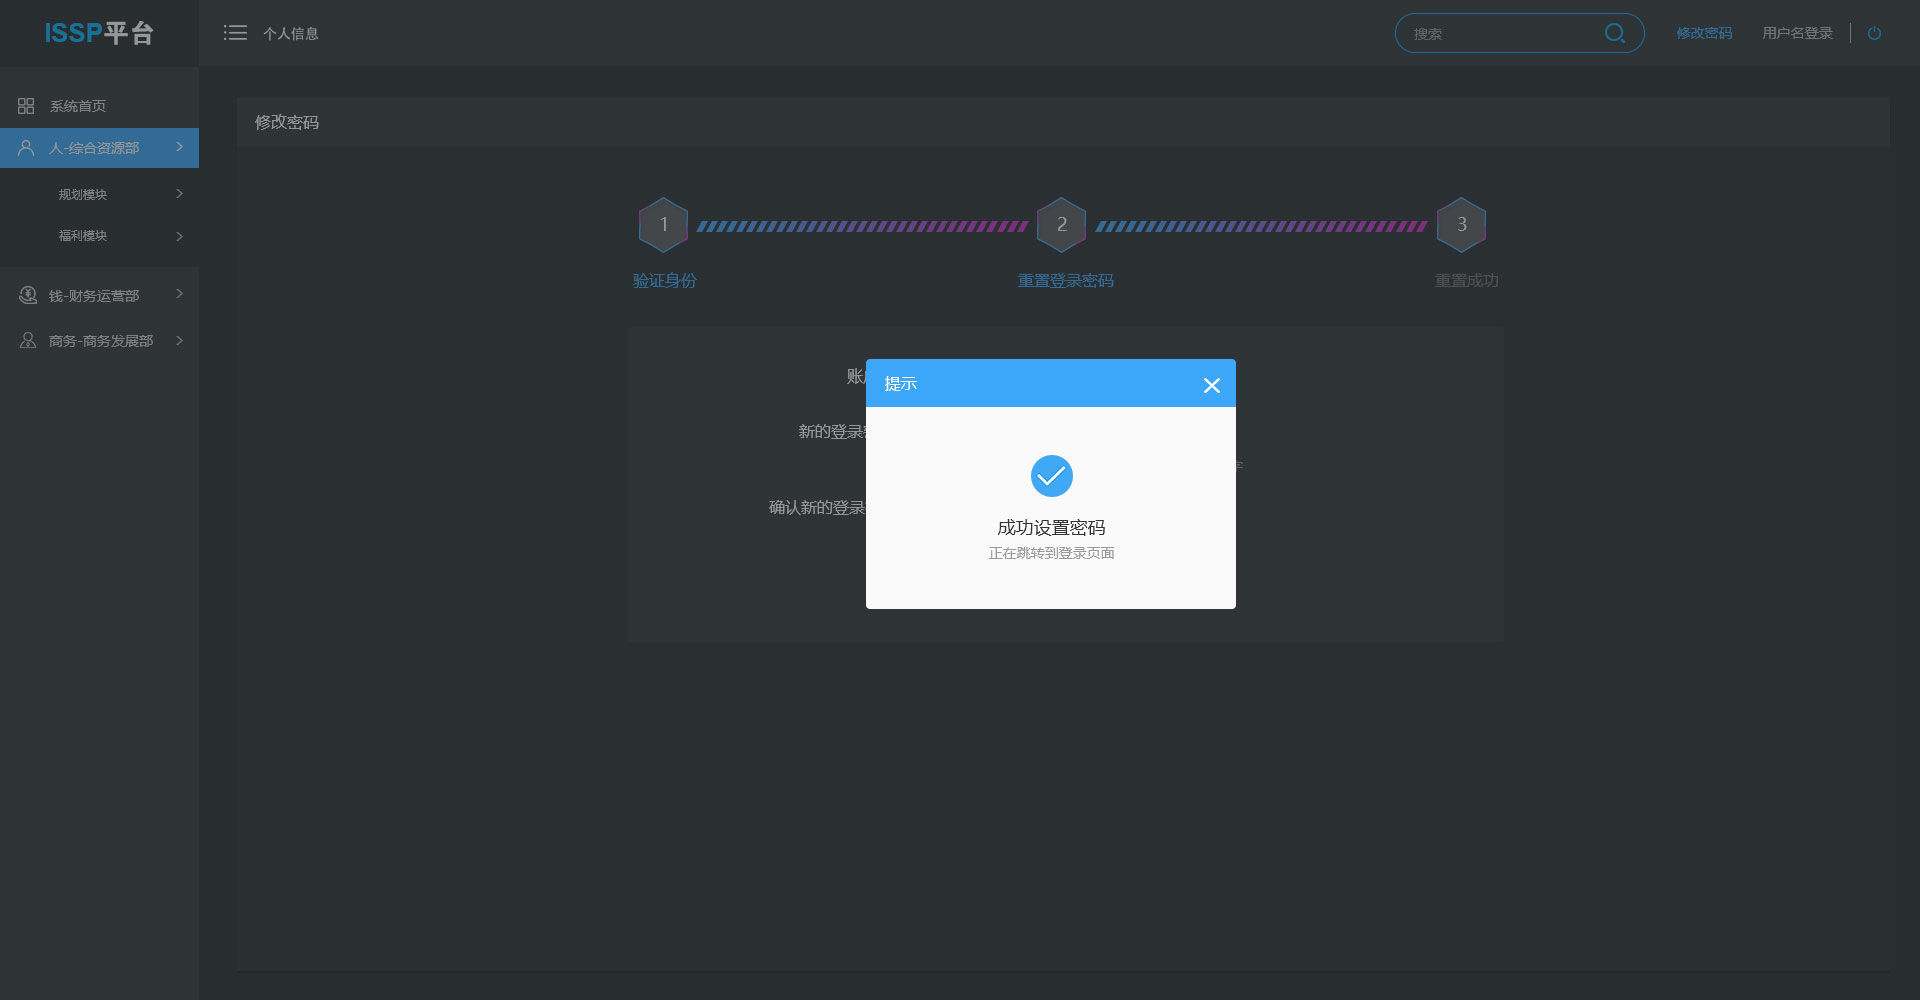 ISSP平台
个人信息
搜索
修改密码
用户名登录
系统首页
人-综合资源部
规划模块
福利模块
钱-财务运营部
商务-商务发展部
修改密码
1
2
3
验证身份
重置登录密码
重置成功
账
新的登录
确认新的登录
字
提示
成功设置密码
正在跳转到登录页面